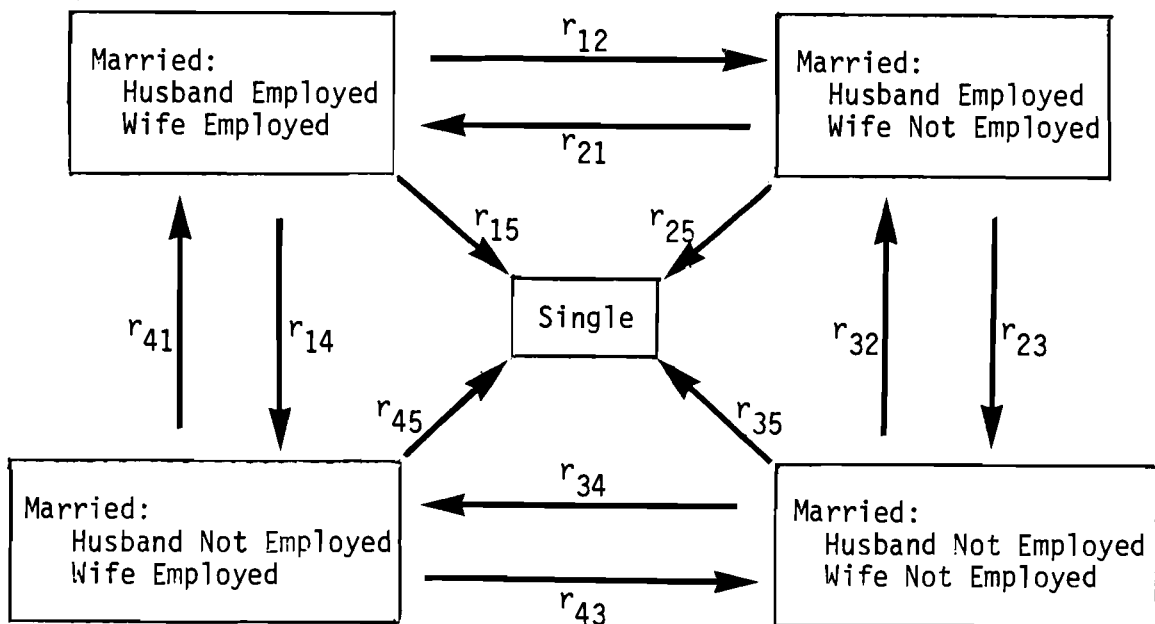 r12
Married:
Husband Employed
Wife Employed
Married:
Husband Employed
Wife Not Employed
r21
r15
r25
Single
r41
r14
r32
r23
r45
r35
Married:
Husband Not Employed
Wife Employed
r34
Married:
Husband Not Employed
Wife Not Employed
r43